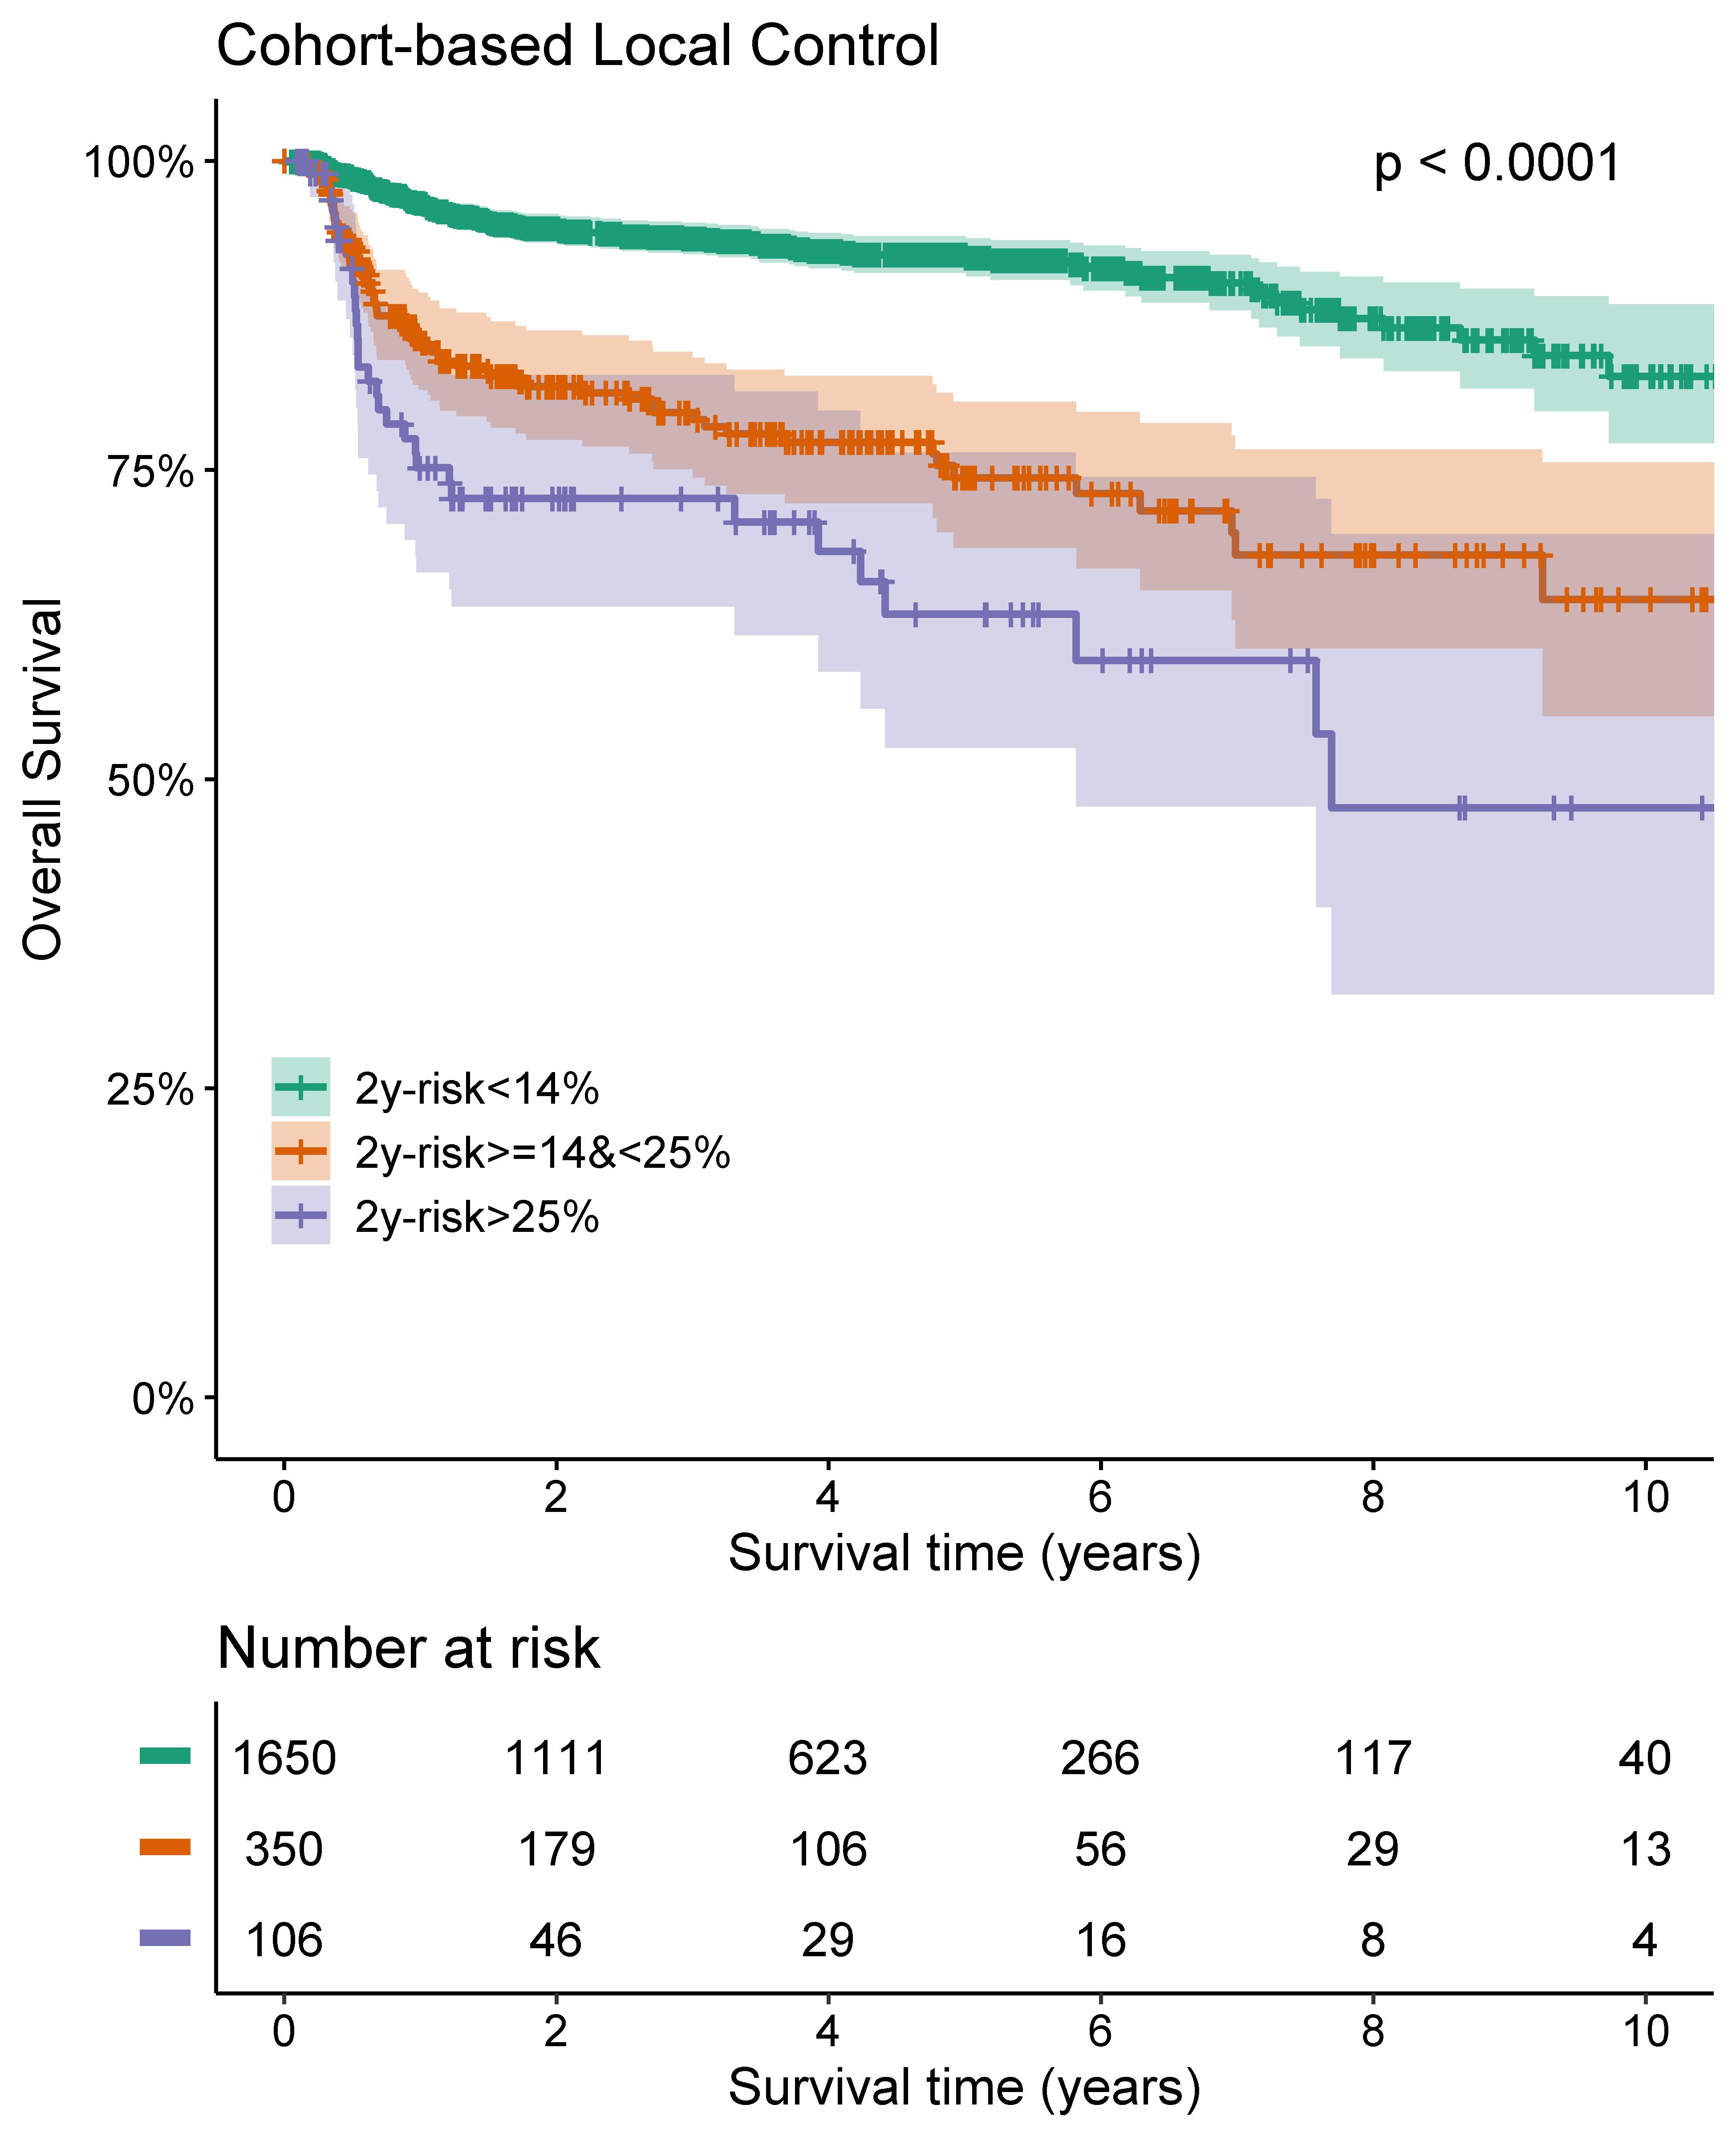 Cohort-based Local Control
p < 0.0001
100%
75%
50%
25%
0%
Overall Survival
2y-risk<14%
2y-risk>=14&<25%
2y-risk>25%
0 2 4 6 8 10
Survival time (years)
Number at risk
1650 1111 623 266 117 40
350 179 106 56 29 13
106 46 29 16 8 4
0 2 4 6 8 10
Survival time (years)